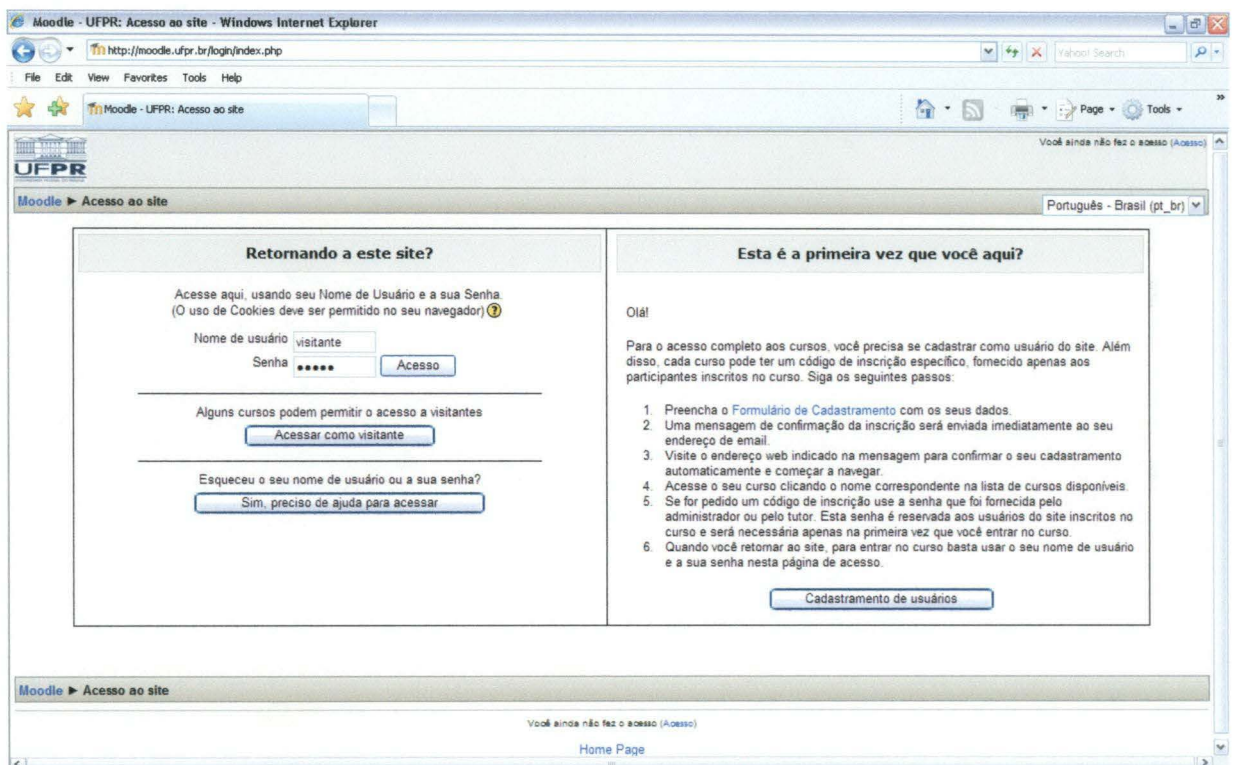 Moodle - UFPR: Acesso ao site - Windows Internet Explorer
http://moodle.ufpr.br/login/index.php
Yahoo! Search
File Edit View Favorites Tools Help
Moodle - UFPR: Acesso ao site
Page Tools
UFPR
Você ainda não fez o acesso (Acesso)
Moodle ► Acesso ao site
Português - Brasil (pt_br)
Retornando a este site?
Acesse aqui, usando seu Nome de Usuário e a sua Senha.
(O uso de Cookies deve ser permitido no seu navegador)
Nome de usuário visitante
Senha ••••• Acesso
Alguns cursos podem permitir o acesso a visitantes
Acessar como visitante
Esqueceu o seu nome de usuário ou a sua senha?
Sim, preciso de ajuda para acessar
Esta é a primeira vez que você aqui?
Olá!
Para o acesso completo aos cursos, você precisa se cadastrar como usuário do site. Além
disso, cada curso pode ter um código de inscrição específico, fornecido apenas aos
participantes inscritos no curso. Siga os seguintes passos:
1. Preencha o Formulário de Cadastramento com os seus dados.
2. Uma mensagem de confirmação da inscrição será enviada imediatamente ao seu
endereço de email.
3. Visite o endereço web indicado na mensagem para confirmar o seu cadastramento
automaticamente e começar a navegar.
4. Acesse o seu curso clicando o nome correspondente na lista de cursos disponíveis.
5. Se for pedido um código de inscrição use a senha que foi fornecida pelo
administrador ou pelo tutor. Esta senha é reservada aos usuários do site inscritos no
curso e será necessária apenas na primeira vez que você entrar no curso.
6. Quando você retornar ao site, para entrar no curso basta usar o seu nome de usuário
e a sua senha nesta página de acesso.
Cadastramento de usuários
Moodle ► Acesso ao site
Você ainda não fez o acesso (Acesso)
Home Page